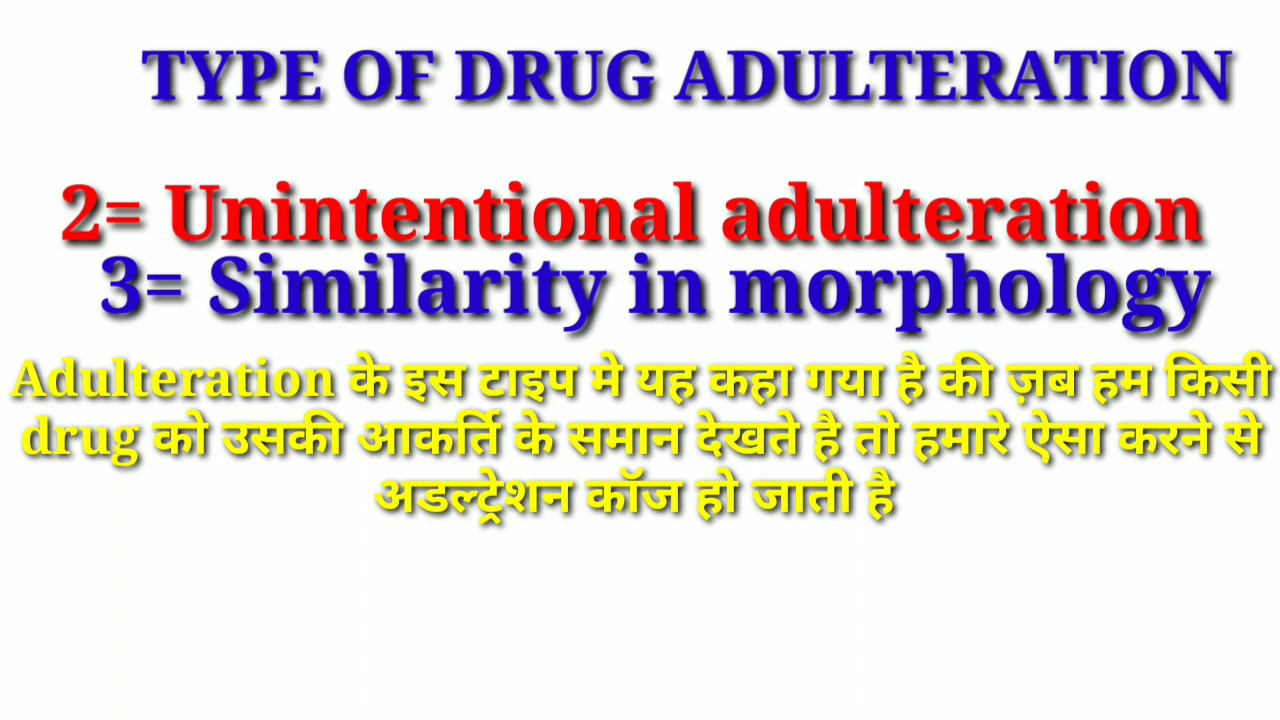 TYPE OF DRUG ADULTERATION
2= Unintentional adulteration
3= Similarity in morphology
Adulteration के इस टाइप मे यह कहा गया है की ज़ब हम किसी
drug को उसकी आकर्ति के समान देखते है तो हमारे ऐसा करने से
अडल्ट्रेशन कॉज हो जाती है